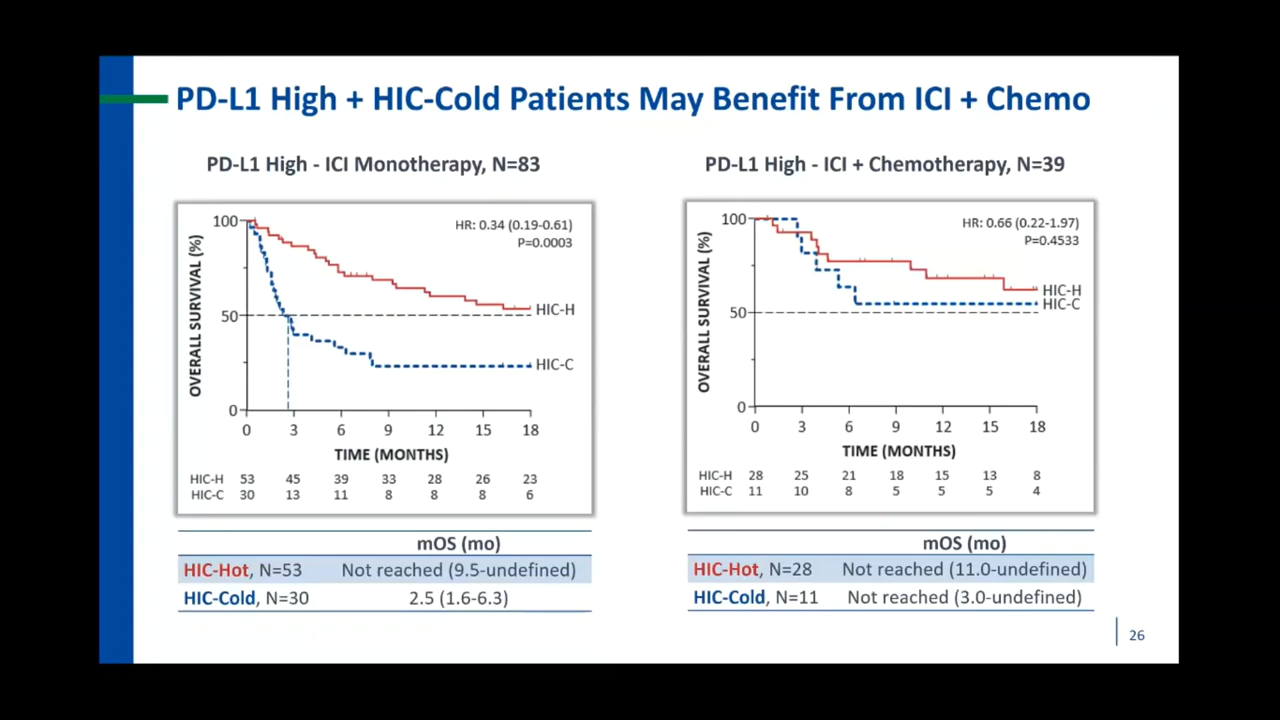 PD-L1 High + HIC-Cold Patients May Benefit From ICI + Chemo
PD-L1 High - ICI Monotherapy, N=83
HR: 0.34 (0.19-0.61)
P=0.0003
OVERALL SURVIVAL (%)
100
50
0
HIC-H
HIC-C
0 3 6 9 12 15 18
TIME (MONTHS)
HIC-H 53 45 39 33 28 26 23
HIC-C 30 13 11 8 8 8 6
mOS (mo)
HIC-Hot, N=53 Not reached (9.5-undefined)
HIC-Cold, N=30 2.5 (1.6-6.3)
PD-L1 High - ICI + Chemotherapy, N=39
HR: 0.66 (0.22-1.97)
P=0.4533
OVERALL SURVIVAL (%)
100
50
0
HIC-H
HIC-C
0 3 6 9 12 15 18
TIME (MONTHS)
HIC-H 28 25 21 18 15 13 8
HIC-C 11 10 8 5 5 5 4
mOS (mo)
HIC-Hot, N=28 Not reached (11.0-undefined)
HIC-Cold, N=11 Not reached (3.0-undefined)
26